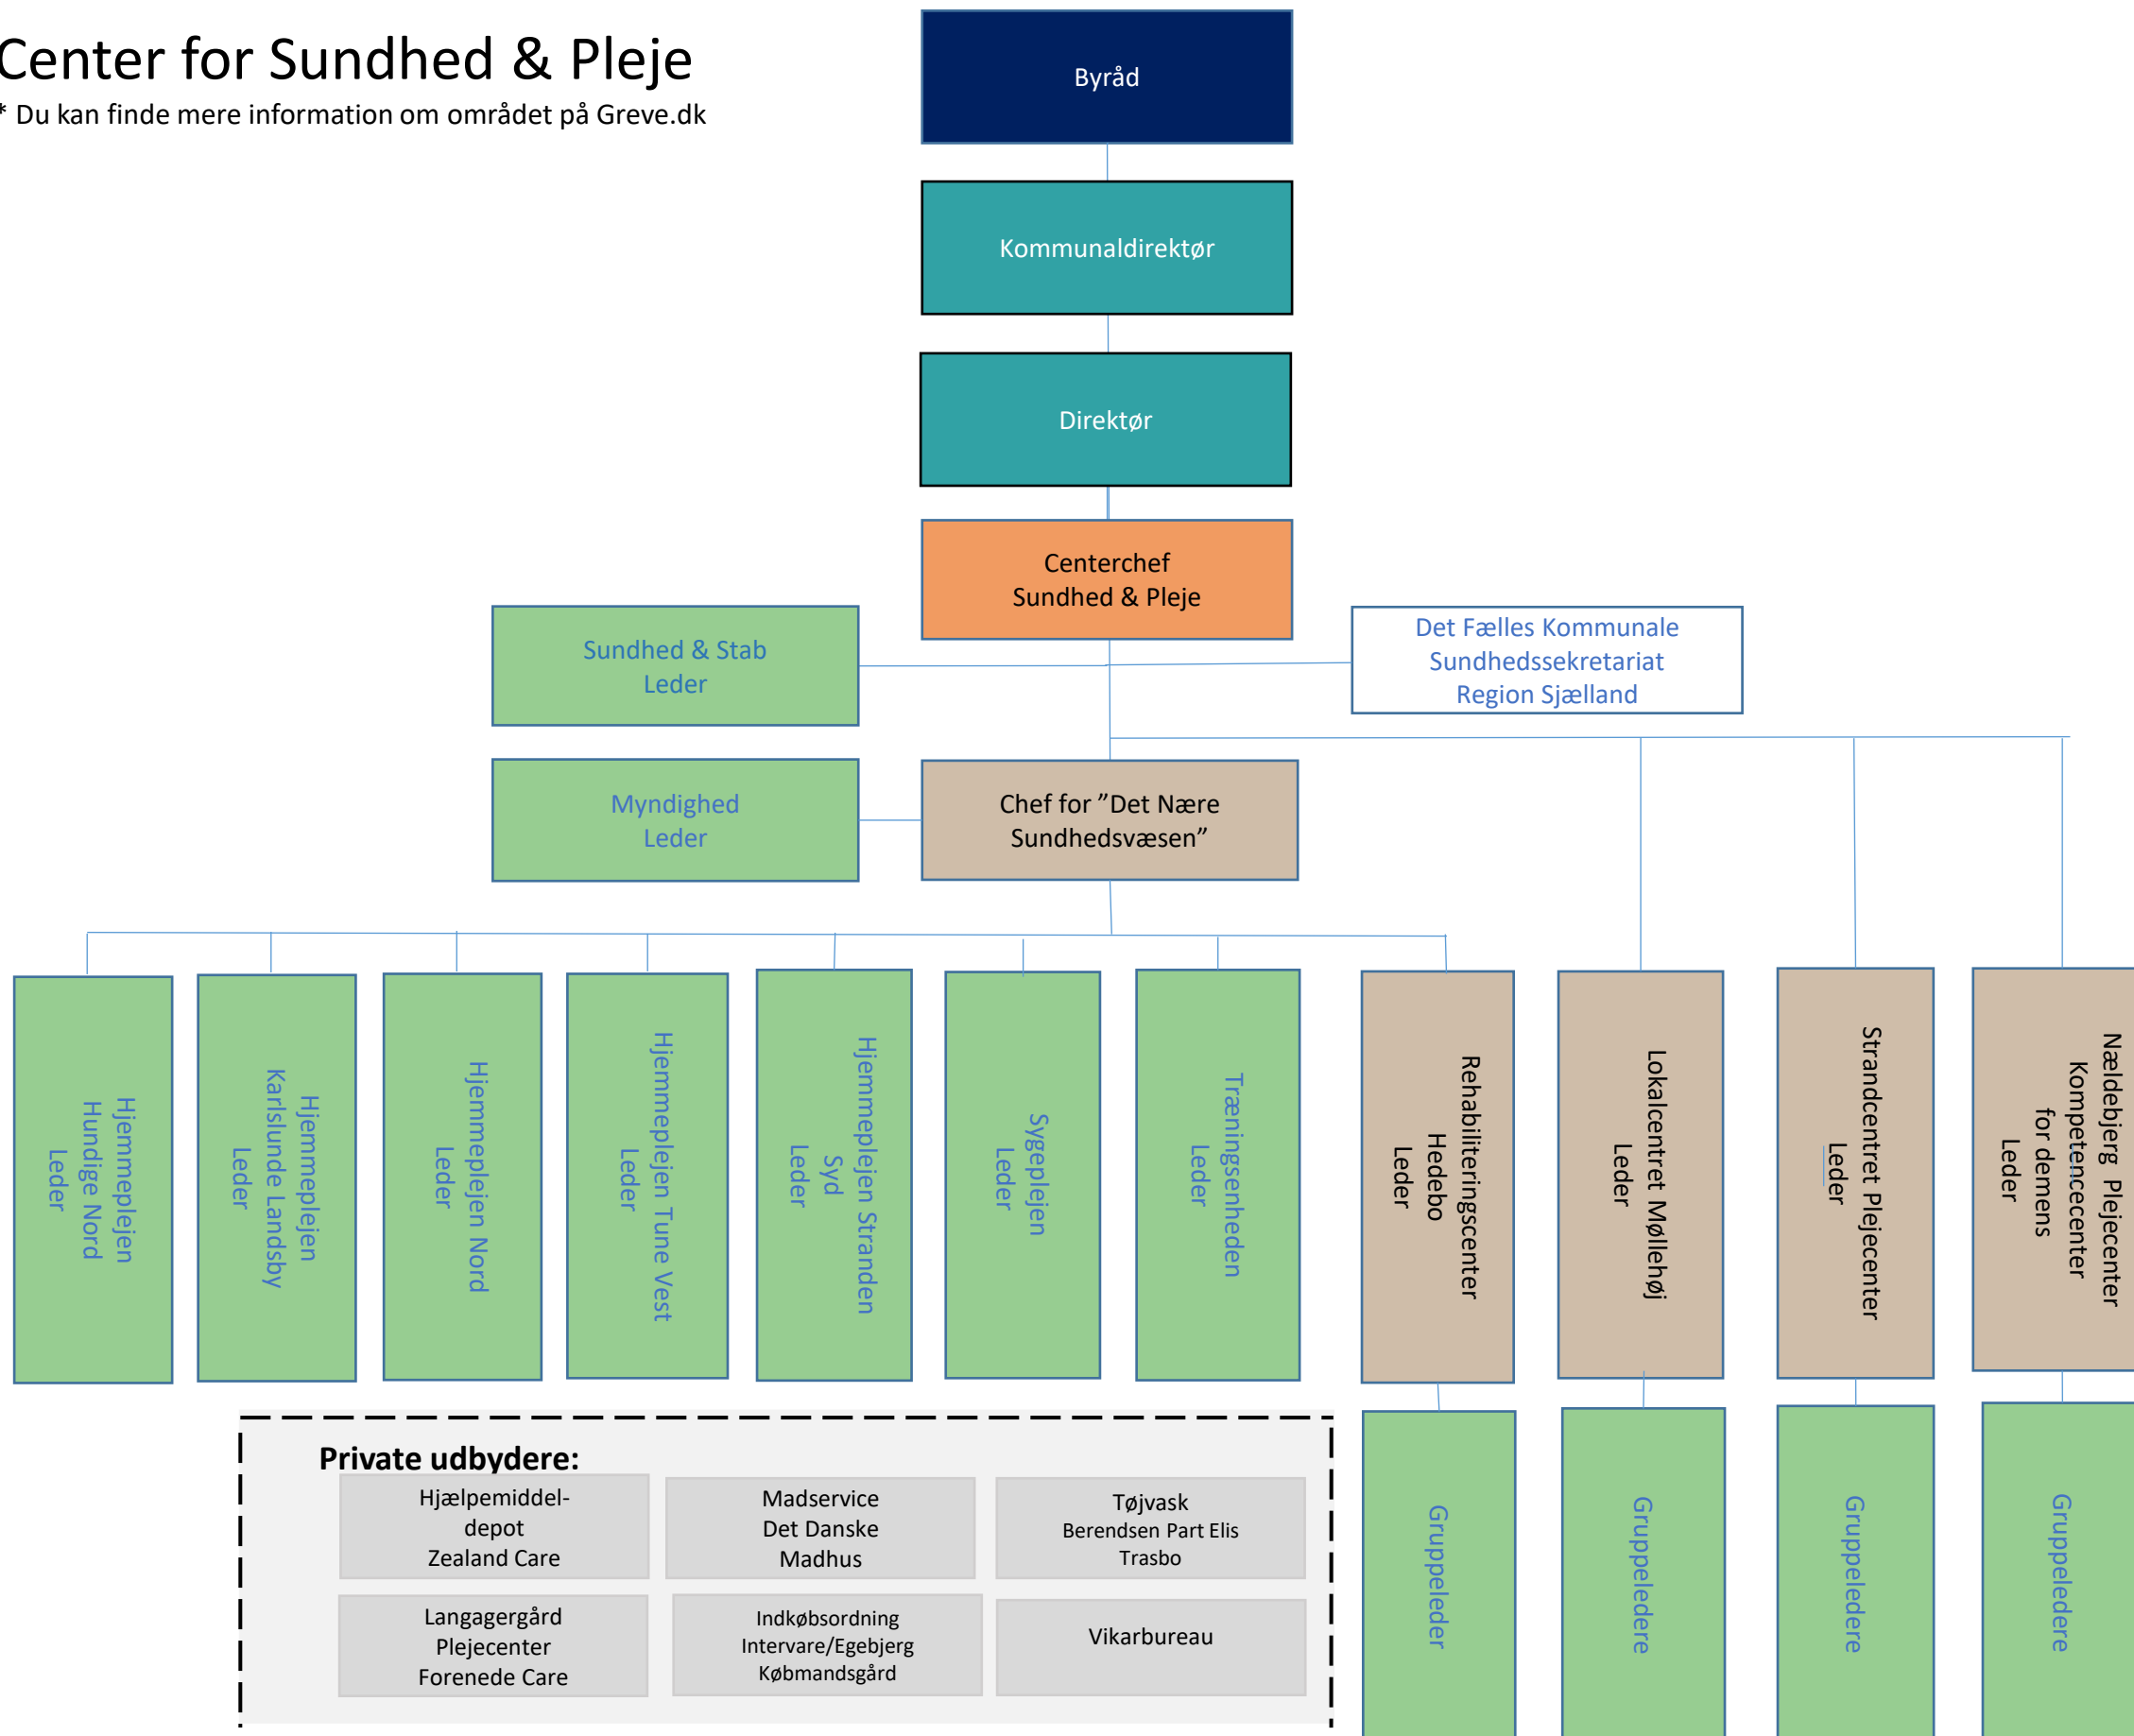 Center for Sundhed & Pleje
* Du kan finde mere information om området på Greve.dk
Byråd
Kommunaldirektør
Direktør
Centerchef
Sundhed & Pleje
Sundhed & Stab
Leder
Det Fælles Kommunale
Sundhedssekretariat
Region Sjælland
Myndighed
Leder
Chef for ”Det Nære
Sundhedsvæsen”
Hjemmeplejen
Hundige Nord
Leder
Hjemmeplejen
Karlslunde Landsby
Leder
Hjemmeplejen Nord
Leder
Hjemmeplejen Tune Vest
Leder
Hjemmeplejen Stranden
Syd
Leder
Sygeplejen
Leder
Træningsenheden
Leder
Rehabiliteringscenter
Hedebo
Leder
Lokalcentret Møllehøj
Leder
Strandcentret Plejecenter
Leder
Nældebjerg Plejecenter
Kompetencecenter
for demens
Leder
Private udbydere:
Hjælpemiddel-
depot
Zealand Care
Madservice
Det Danske
Madhus
Tøjvask
Berendsen Part Elis
Trasbo
Langagergård
Plejecenter
Forenede Care
Indkøbsordning
Intervare/Egebjerg
Købmandsgård
Vikarbureau
Gruppeleder
Gruppeledere
Gruppeledere
Gruppeledere